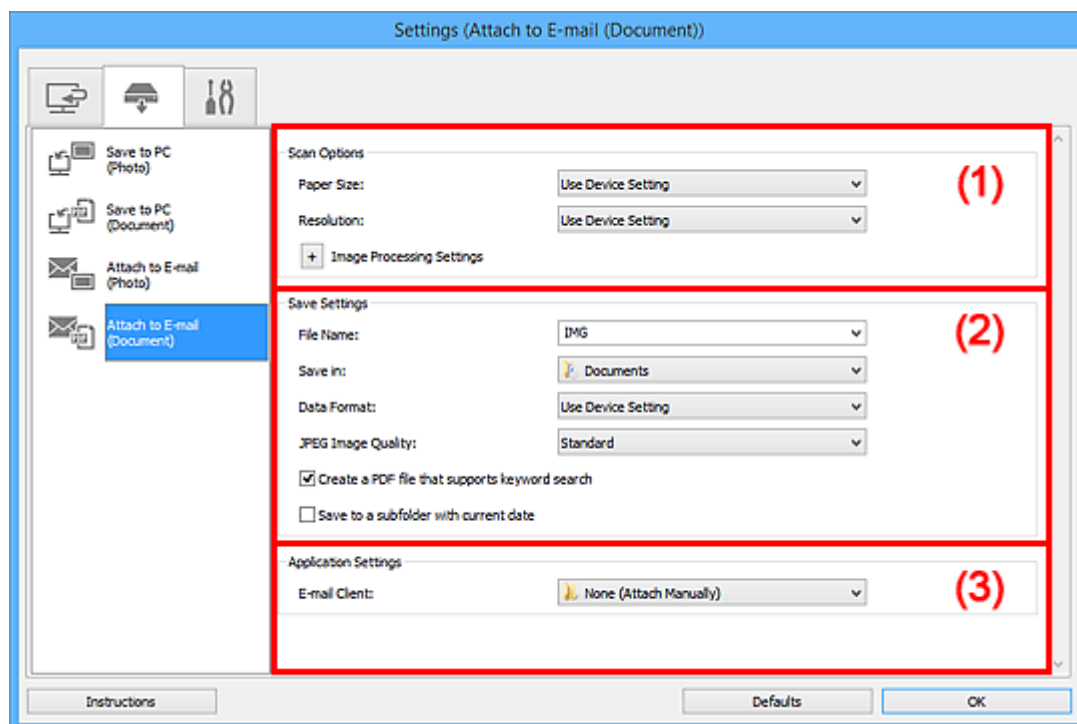 Settings (Attach to E-mail (Document))
Save to PC
(Photo)
Save to PC
(Document)
Attach to E-mail
(Photo)
Attach to E-mail
(Document)
Scan Options
(1)
Paper Size: Use Device Setting
Resolution: Use Device Setting
+ Image Processing Settings
Save Settings
(2)
File Name: IMG
Save in: Documents
Data Format: Use Device Setting
JPEG Image Quality: Standard
Create a PDF file that supports keyword search
Save to a subfolder with current date
Application Settings
(3)
E-mail Client: None (Attach Manually)
Instructions Defaults OK